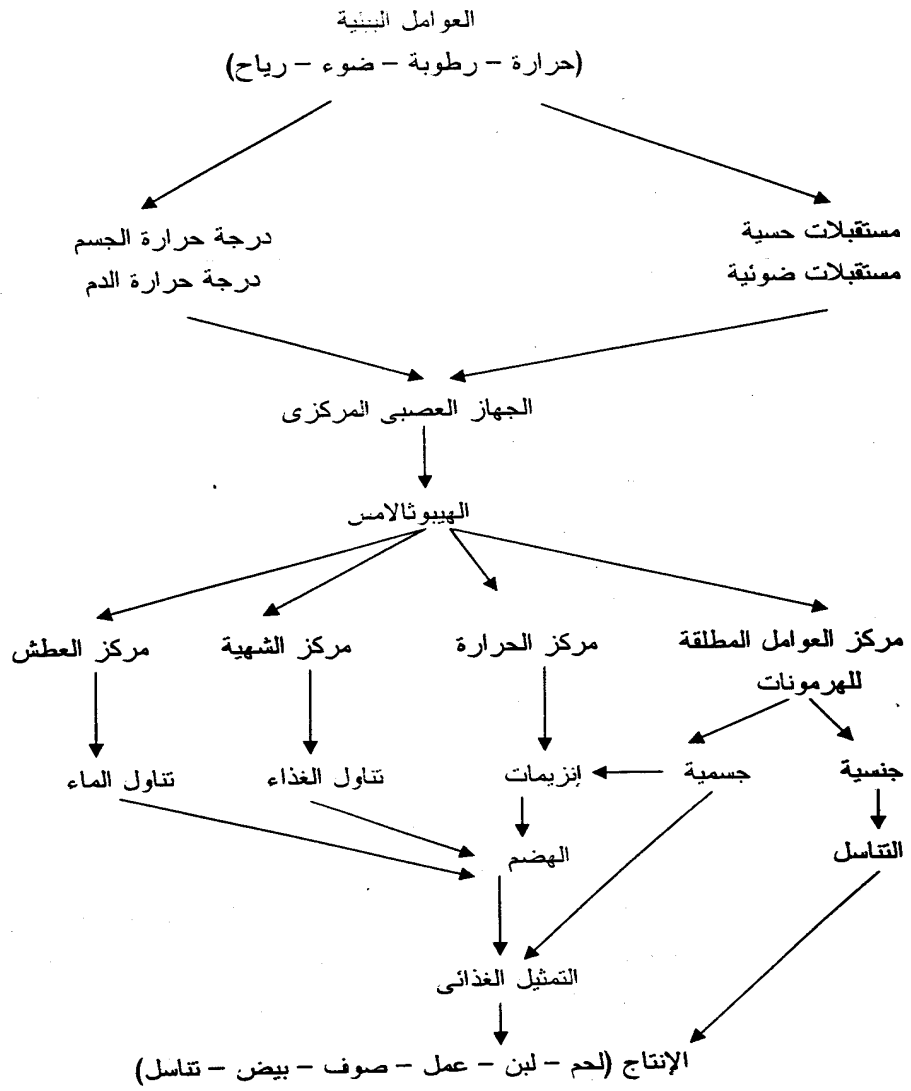 العوامل البيئية
(حرارة – رطوبة – ضوء – رياح)
مستقبلات حسية
درجة حرارة الجسم
مستقبلات ضوئية
درجة حرارة الدم
الجهاز العصبى المركزى
الهيبوثالامس
مركز العوامل المطلقة
للهرمونات
مركز الحرارة
مركز الشهية
مركز العطش
جنسية
جسمية
إنزيمات
تناول الغذاء
تناول الماء
التناسل
الهضم
التمثيل الغذائى
الإنتاج (لحم – لبن – عمل – صوف – بيض – تناسل)